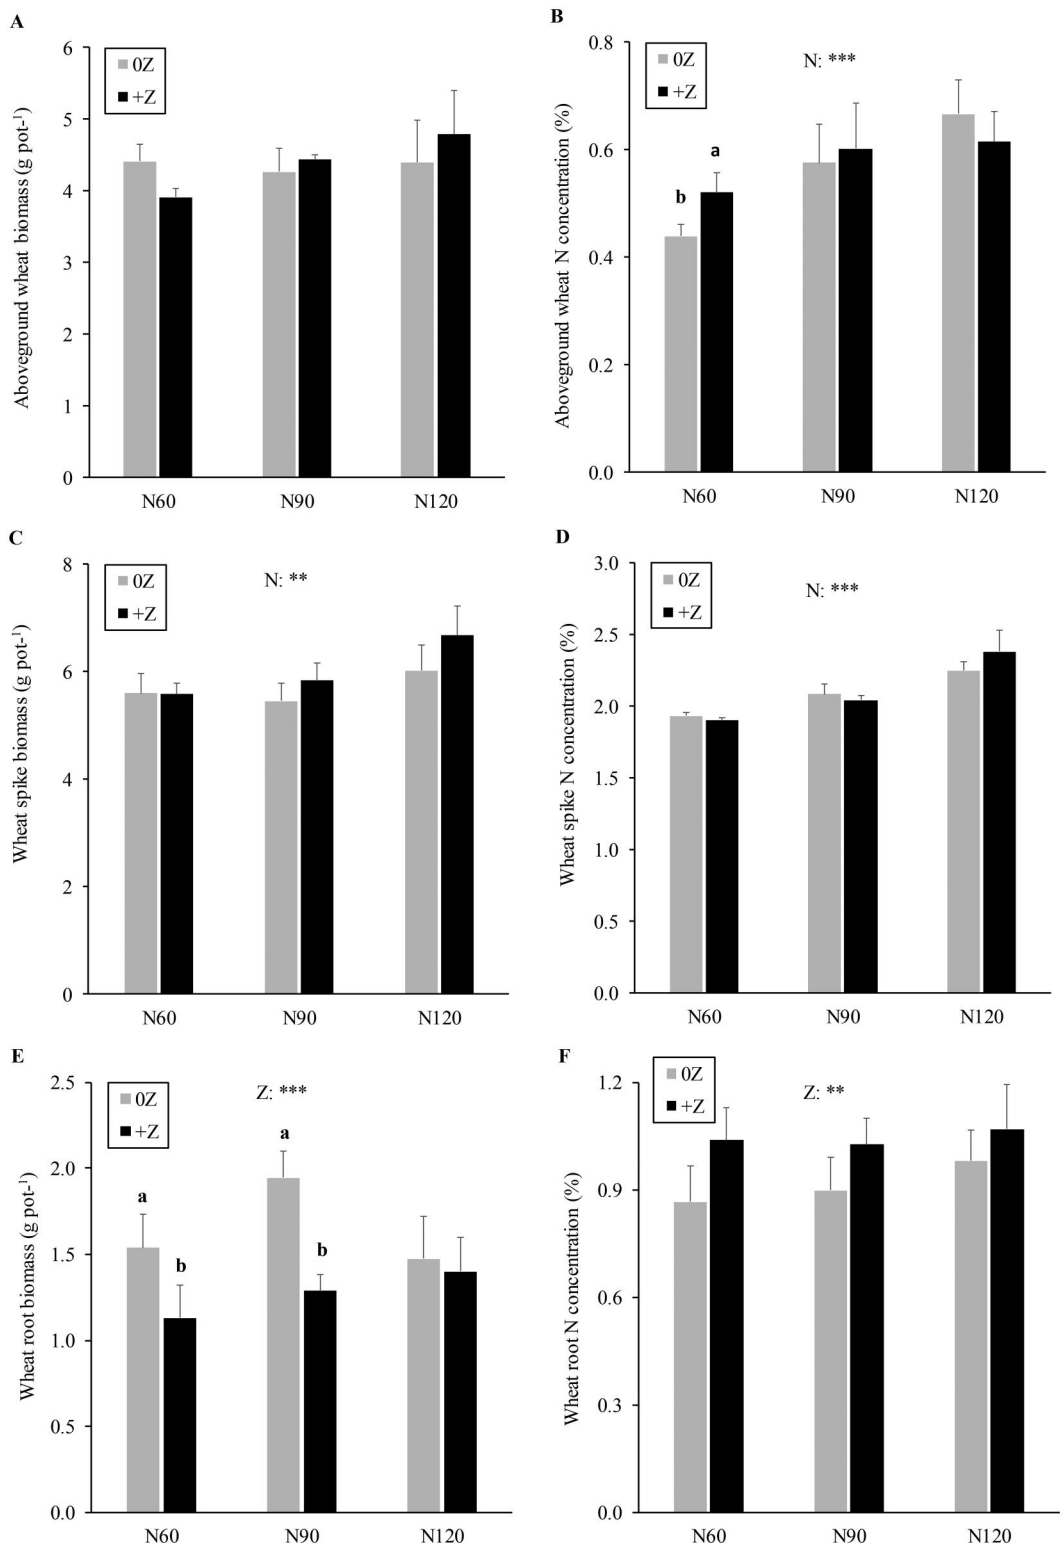 A
Aboveground wheat biomass (g pot-1)
6
5
4
3
2
1
0
0Z
+Z
N60
N90
N120
B
Aboveground wheat N concentration (%)
0.8
0.6
0.4
0.2
0.0
0Z
+Z
N: ***
b
a
N60
N90
N120
C
Wheat spike biomass (g pot-1)
8
6
4
2
0
0Z
+Z
N: **
N60
N90
N120
D
Wheat spike N concentration (%)
3.0
2.5
2.0
1.5
1.0
0.5
0.0
0Z
+Z
N: ***
N60
N90
N120
E
Wheat root biomass (g pot-1)
2.5
2.0
1.5
1.0
0.5
0.0
0Z
+Z
Z: ***
a
b
a
b
N60
N90
N120
F
Wheat root N concentration (%)
1.2
0.9
0.6
0.3
0.0
0Z
+Z
Z: **
N60
N90
N120